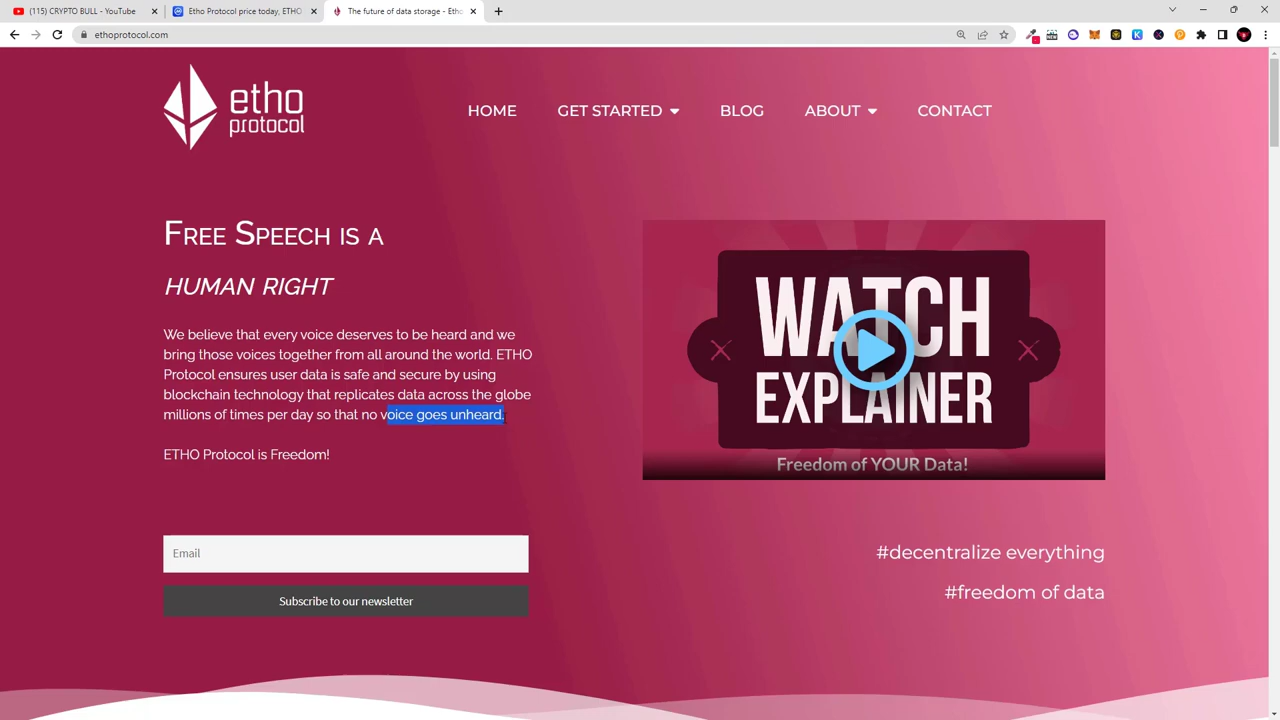 (115) CRYPTO BULL - YouTube
Etho Protocol price today, ETHO
The future of data storage - Etho
ethoprotocol.com
etho
protocol
HOME
GET STARTED
BLOG
ABOUT
CONTACT
FREE SPEECH IS A
HUMAN RIGHT
We believe that every voice deserves to be heard and we
bring those voices together from all around the world. ETHO
Protocol ensures user data is safe and secure by using
blockchain technology that replicates data across the globe
millions of times per day so that no voice goes unheard.
ETHO Protocol is Freedom!
Email
Subscribe to our newsletter
WATCH
EXPLAINER
Freedom of YOUR Data!
#decentralize everything
#freedom of data